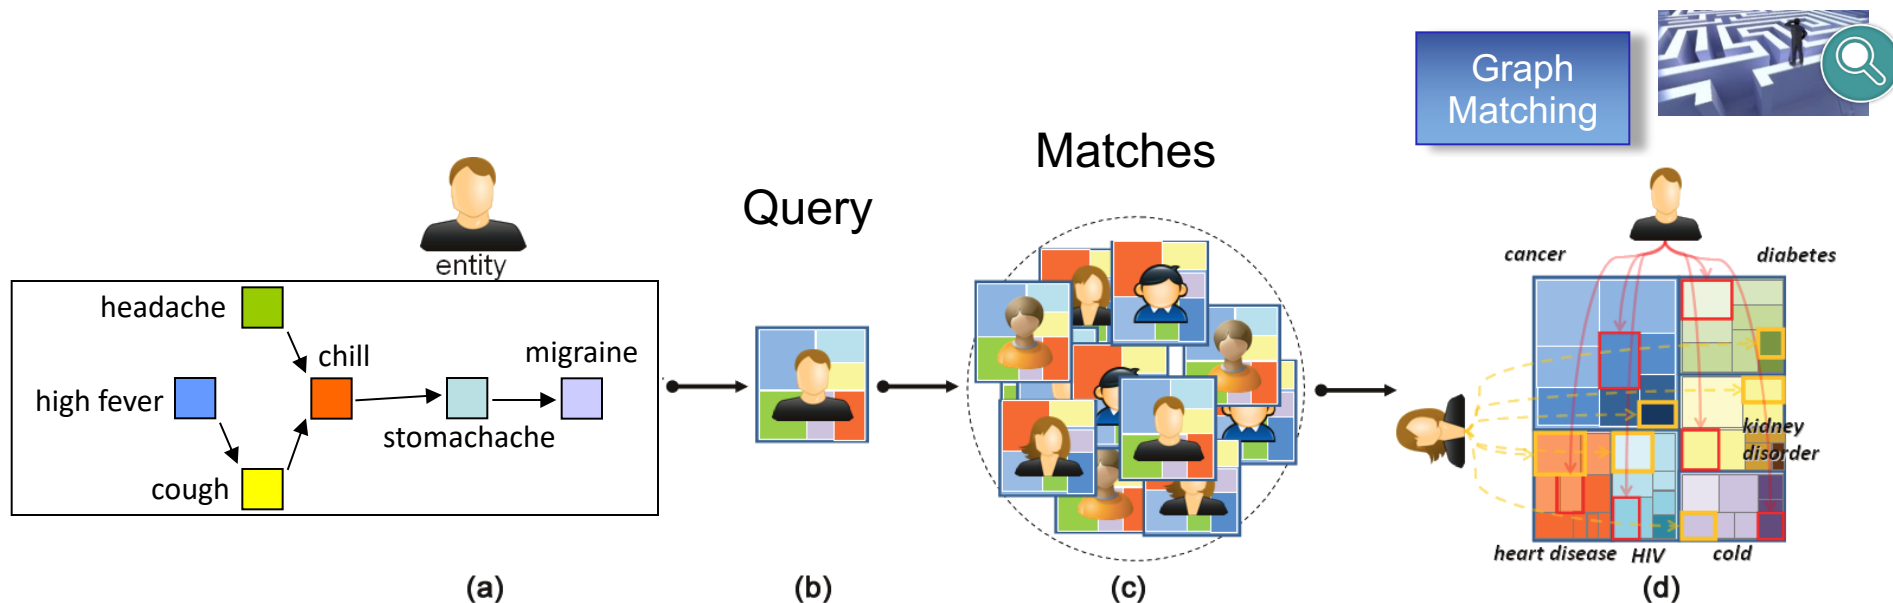 Graph
Matching
Matches
Query
entity
headache
chill
migraine
high fever
stomachache
cough
cancer
diabetes
kidney
disorder
heart disease
HIV
cold
(a)
(b)
(c)
(d)